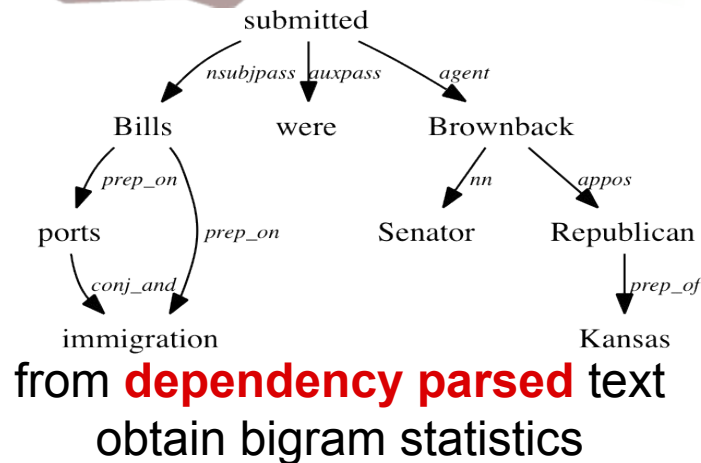 submitted
nsubjpass auxpass agent
Bills were Brownback
prep_on nn appos
ports prep_on Senator Republican
conj_and prep_of
immigration Kansas
from dependency parsed text
obtain bigram statistics